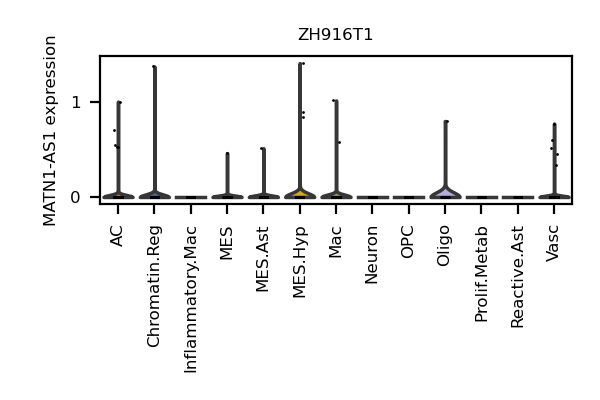 ZH916T1
MATN1-AS1 expression
1
0
AC
Chromatin.Reg
Inflammatory.Mac
MES
MES.Ast
MES.Hyp
Mac
Neuron
OPC
Oligo
Prolif.Metab
Reactive.Ast
Vasc